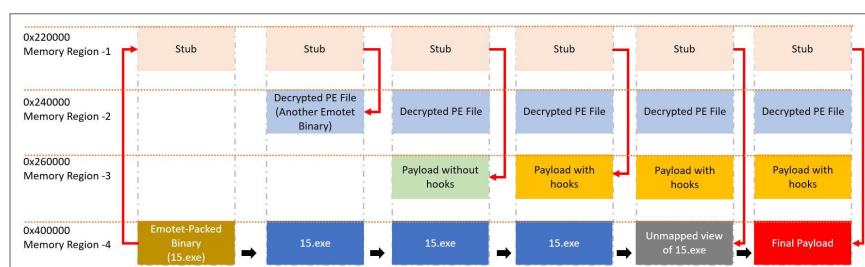 0x220000
Memory Region -1
Stub
Stub
Stub
Stub
Stub
Stub
0x240000
Memory Region -2
Decrypted PE File
(Another Emotet
Binary)
Decrypted PE File
Decrypted PE File
Decrypted PE File
Decrypted PE File
0x260000
Memory Region -3
Payload without
hooks
Payload with
hooks
Payload with
hooks
Payload with
hooks
0x400000
Memory Region -4
Emotet-Packed
Binary
(15.exe)
15.exe
15.exe
15.exe
Unmapped view
of 15.exe
Final Payload